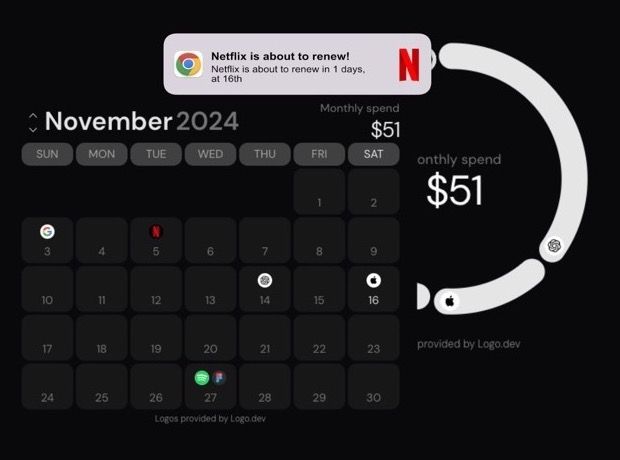 Netflix is about to renew!
Netflix is about to renew in 1 days,
at 16th
N
November 2024
Monthly spend
$51
SUN MON TUE WED THU FRI SAT
1 2
3 4 5 6 7 8 9
10 11 12 13 14 15 16
17 18 19 20 21 22 23
24 25 26 27 28 29 30
Logos provided by Logo.dev
onthly spend
$51
provided by Logo.dev